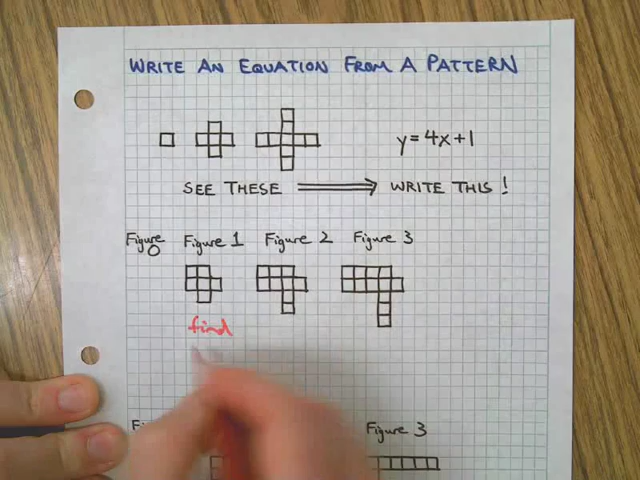 WRITE AN EQUATION FROM A PATTERN
y = 4x+1
SEE THESE ⟹ WRITE THIS !
Figure 0 Figure 1 Figure 2 Figure 3
find
Figure 3